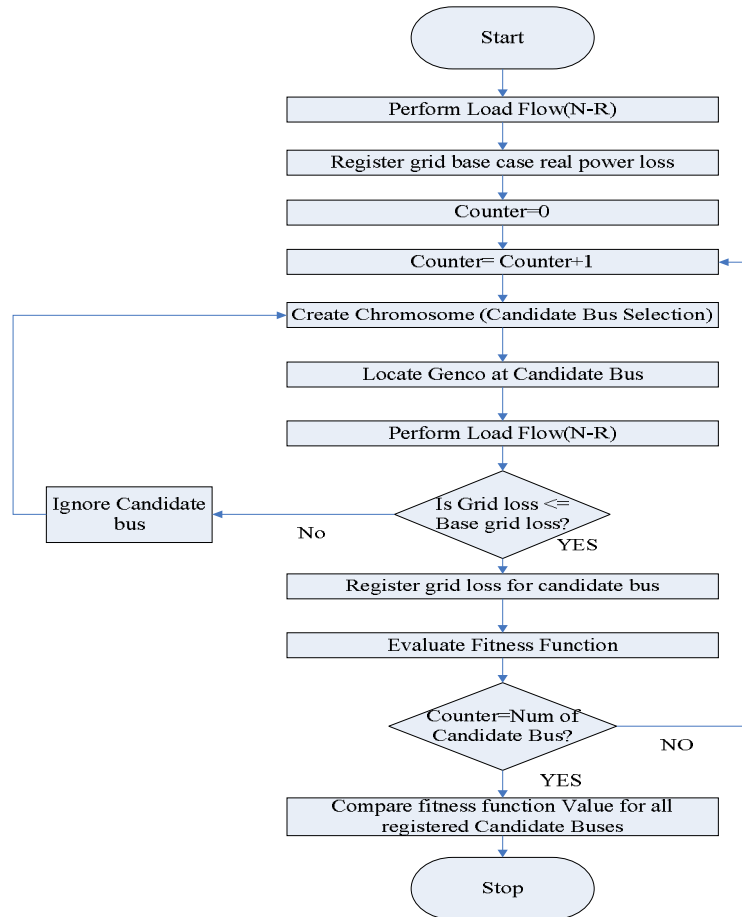 Start
Perform Load Flow(N-R)
Register grid base case real power loss
Counter=0
Counter= Counter+1
Create Chromosome (Candidate Bus Selection)
Locate Genco at Candidate Bus
Perform Load Flow(N-R)
Is Grid loss <=
Base grid loss?
No
Ignore Candidate
bus
YES
Register grid loss for candidate bus
Evaluate Fitness Function
Counter=Num of
Candidate Bus?
NO
YES
Compare fitness function Value for all
registered Candidate Buses
Stop